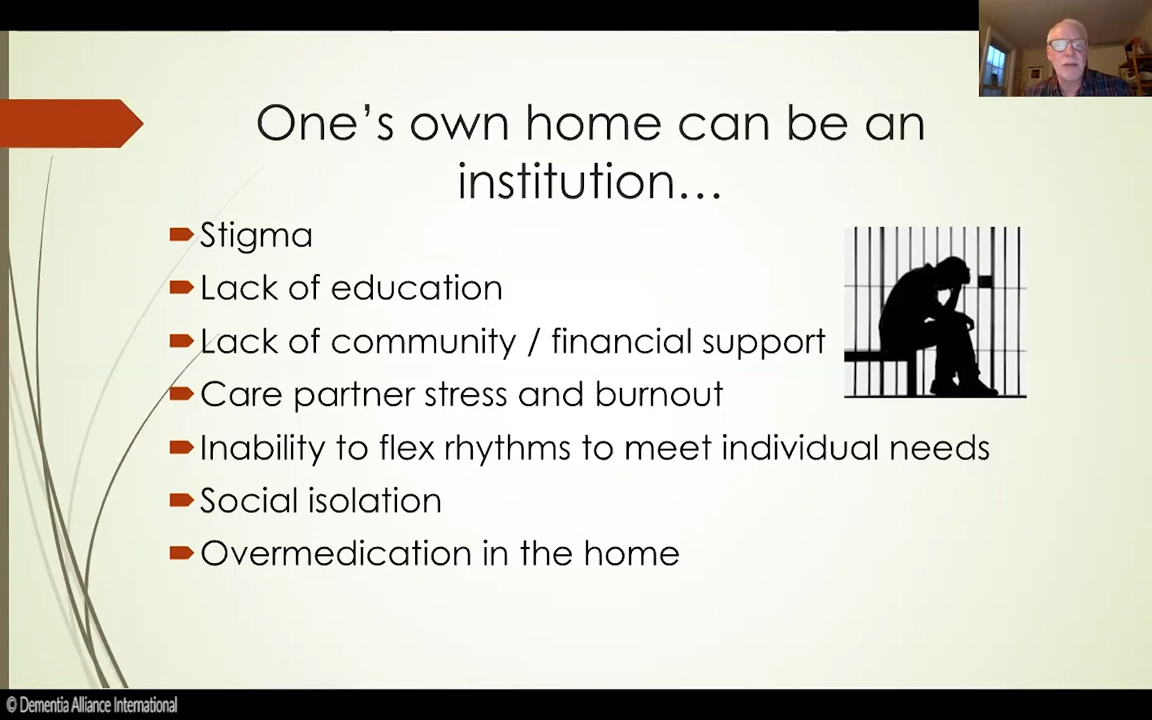 One’s own home can be an
institution…
Stigma
Lack of education
Lack of community / financial support
Care partner stress and burnout
Inability to flex rhythms to meet individual needs
Social isolation
Overmedication in the home
© Dementia Alliance International